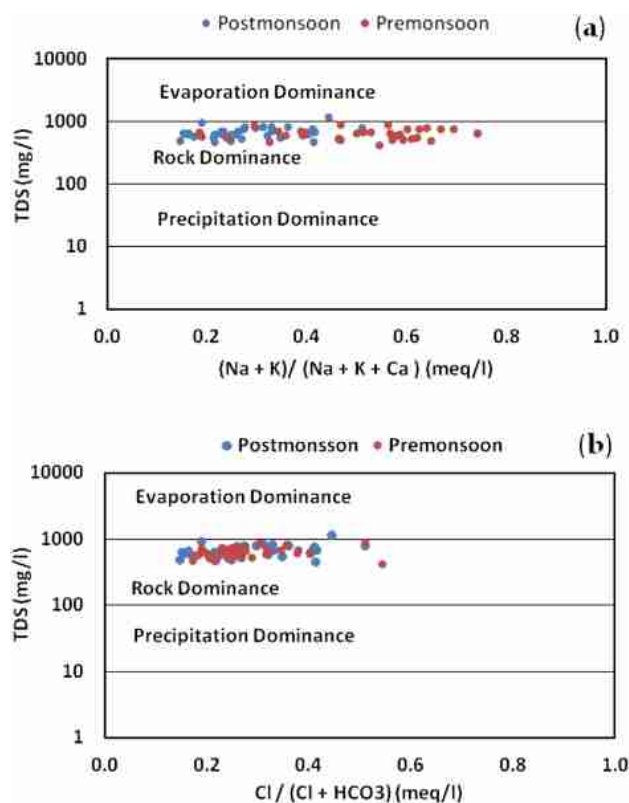 Postmonsoon Premonsoon (a)
10000
Evaporation Dominance
1000
Rock Dominance
100
Precipitation Dominance
10
1
TDS (mg/l)
0.0 0.2 0.4 0.6 0.8 1.0
(Na + K)/ (Na + K + Ca ) (meq/l)
Postmonsson Premonsoon (b)
10000
Evaporation Dominance
1000
Rock Dominance
100
Precipitation Dominance
10
1
TDS (mg/l)
0.0 0.2 0.4 0.6 0.8 1.0
Cl / (Cl + HCO3) (meq/l)